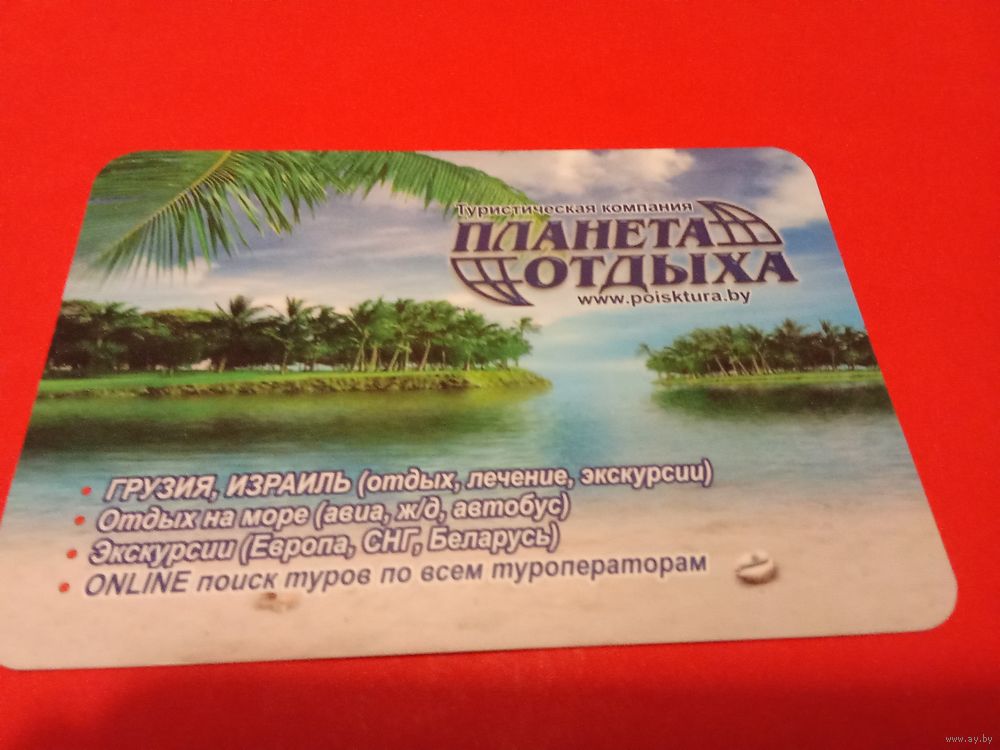 Туристическая компания
ПЛАНЕТА
ОТДЫХА
www.poisktura.by
• ГРУЗИЯ, ИЗРАИЛЬ (отдых, лечение, экскурсии)
• Отдых на море (авиа, ж/д, автобус)
• Экскурсии (Европа, СНГ, Беларусь)
• ONLINE поиск туров по всем туроператорам
www.ay.by